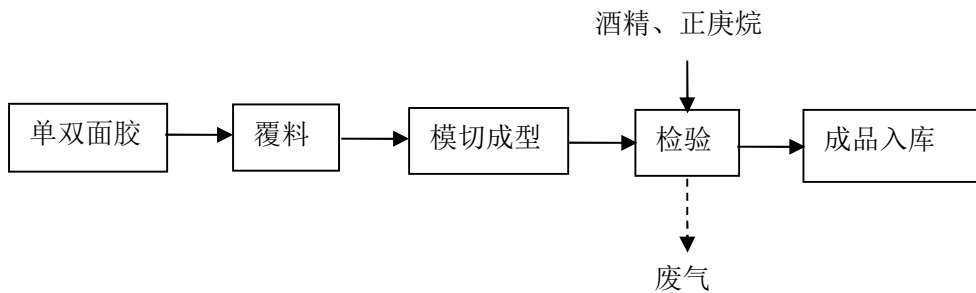 酒精、正庚烷
单双面胶
覆料
模切成型
检验
成品入库
废气